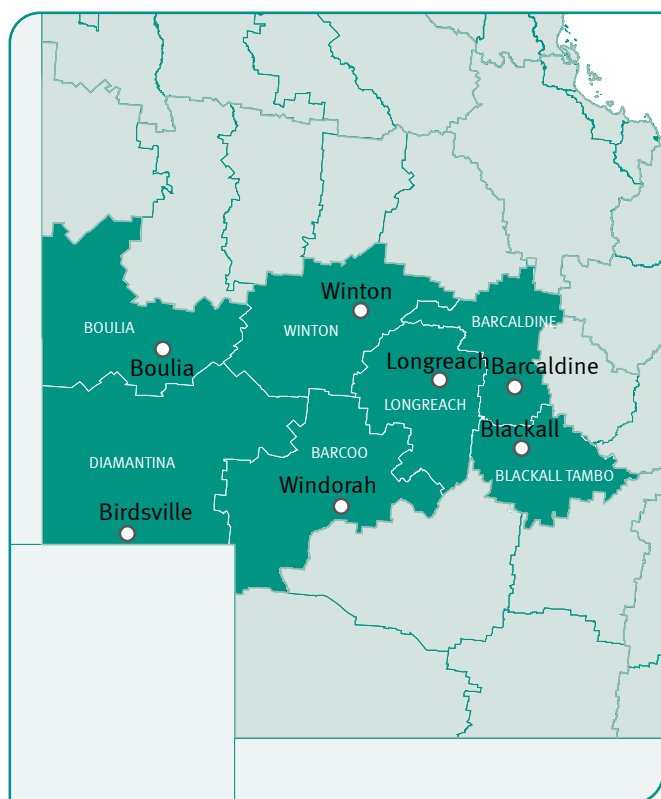 Winton
BARCALDINE
BOULIA
WINTON
Boulia
Longreach
Barcaldine
LONGREACH
Blackall
BARCOO
DIAMANTINA
BLACKALL TAMBO
Windorah
Birdsville